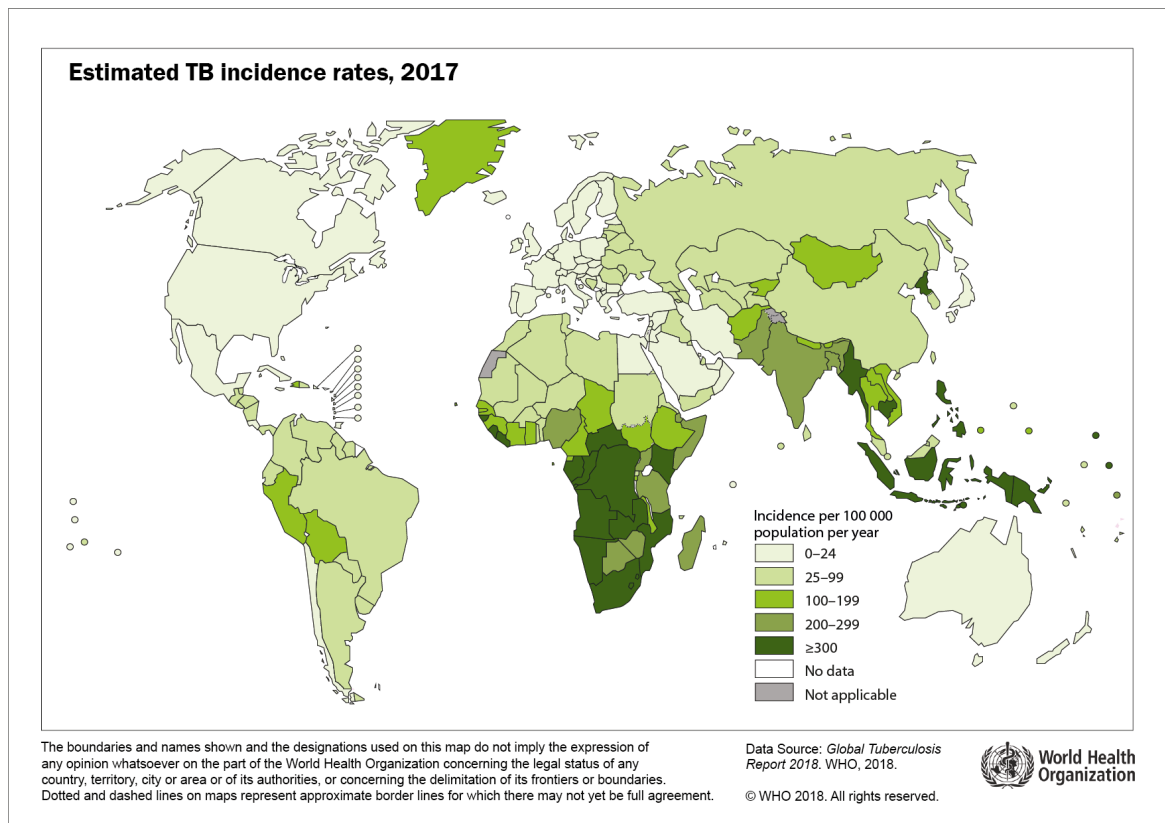 Estimated TB incidence rates, 2017
Incidence per 100 000
population per year
0–24
25–99
100–199
200–299
≥300
No data
Not applicable
The boundaries and names shown and the designations used on this map do not imply the expression of
any opinion whatsoever on the part of the World Health Organization concerning the legal status of any
country, territory, city or area or of its authorities, or concerning the delimitation of its frontiers or boundaries.
Dotted and dashed lines on maps represent approximate border lines for which there may not yet be full agreement.
Data Source: Global Tuberculosis
Report 2018. WHO, 2018.
© WHO 2018. All rights reserved.
World Health
Organization